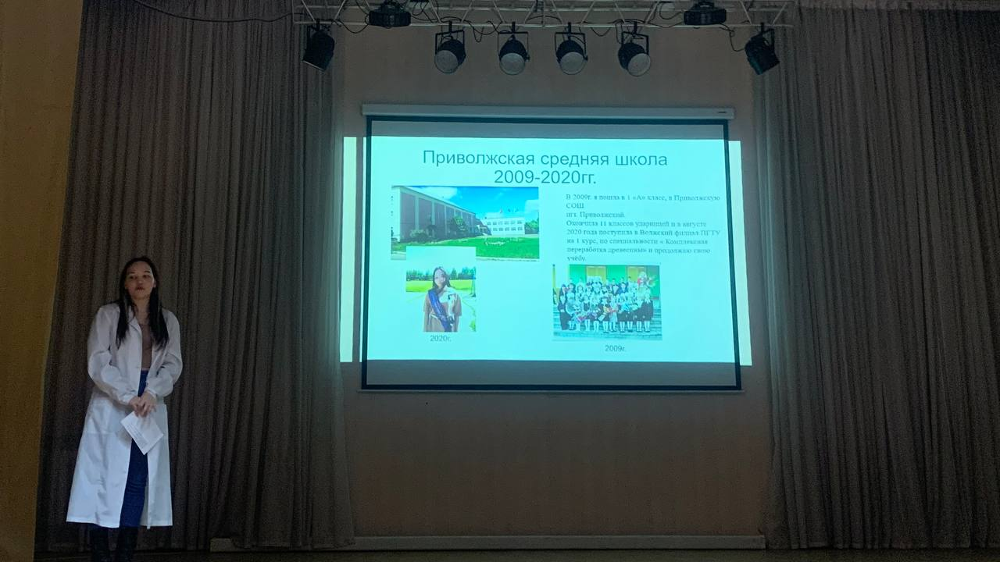 Приволжская средняя школа
2009-2020гг.
В 2009г. я пошла в 1 «А» класс, в Приволжскую
СОШ
пгт. Приволжский.
Окончила 11 классов ударницей и в августе
2020 года поступила в Волжский филиал ПГТУ
на 1 курс, по специальности « Комплексная
переработка древесины» и продолжаю свою
учёбу.
2020г.
2009г.